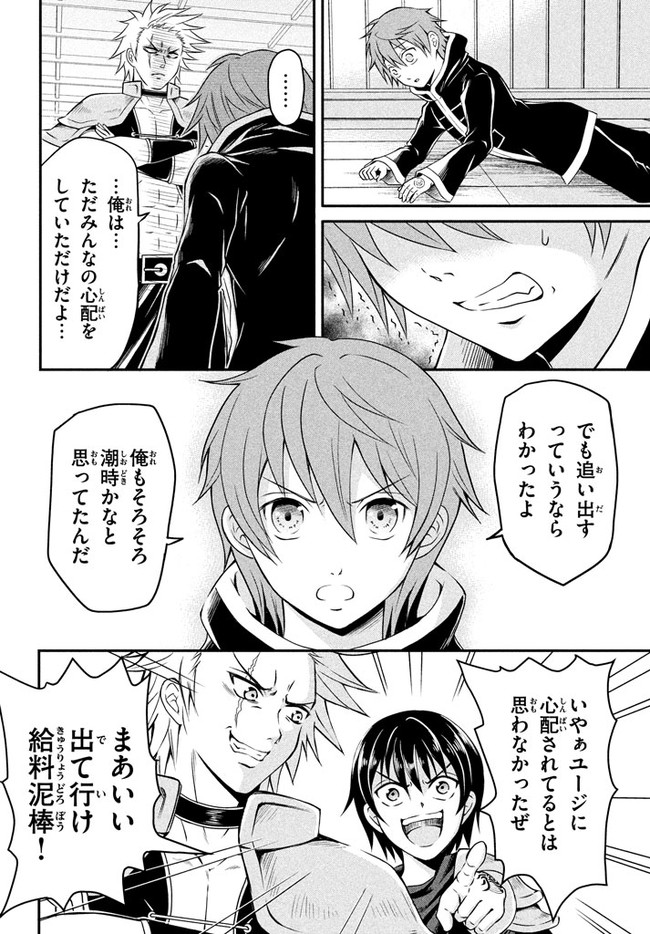 ……
…俺は…
ただみんなの心配を
していただけだよ…
でも追い出す
っていうなら
わかったよ
俺もそろそろ
潮時かなと
思ってたんだ
いやぁユージに
心配されてるとは
思わなかったぜ
まあいい
出て行け
給料泥棒！